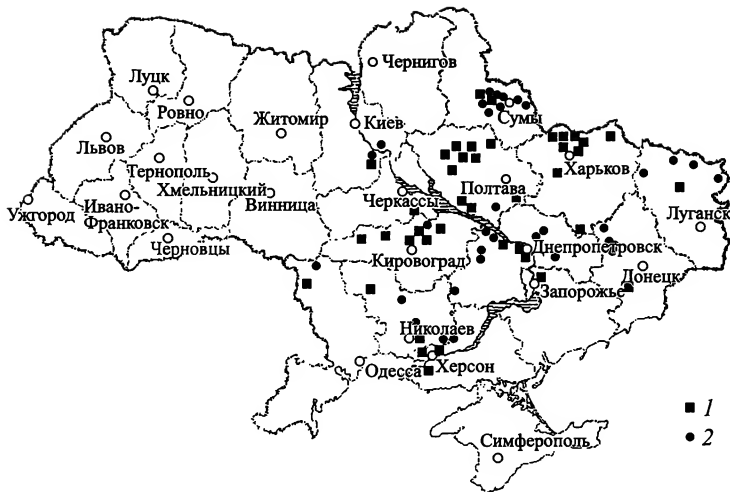 Чернигов
Луцк
Ровно
Сумы
Житомир
Киев
Львов
Харьков
Тернополь
Хмельницкий
Полтава
Ивано-
Франковск
Винница
Черкассы
Ужгород
Луганск
Черновцы
Днепропетровск
Кировоград
Донецк
Запорожье
Николаев
Одесса
Херсон
1
2
Симферополь